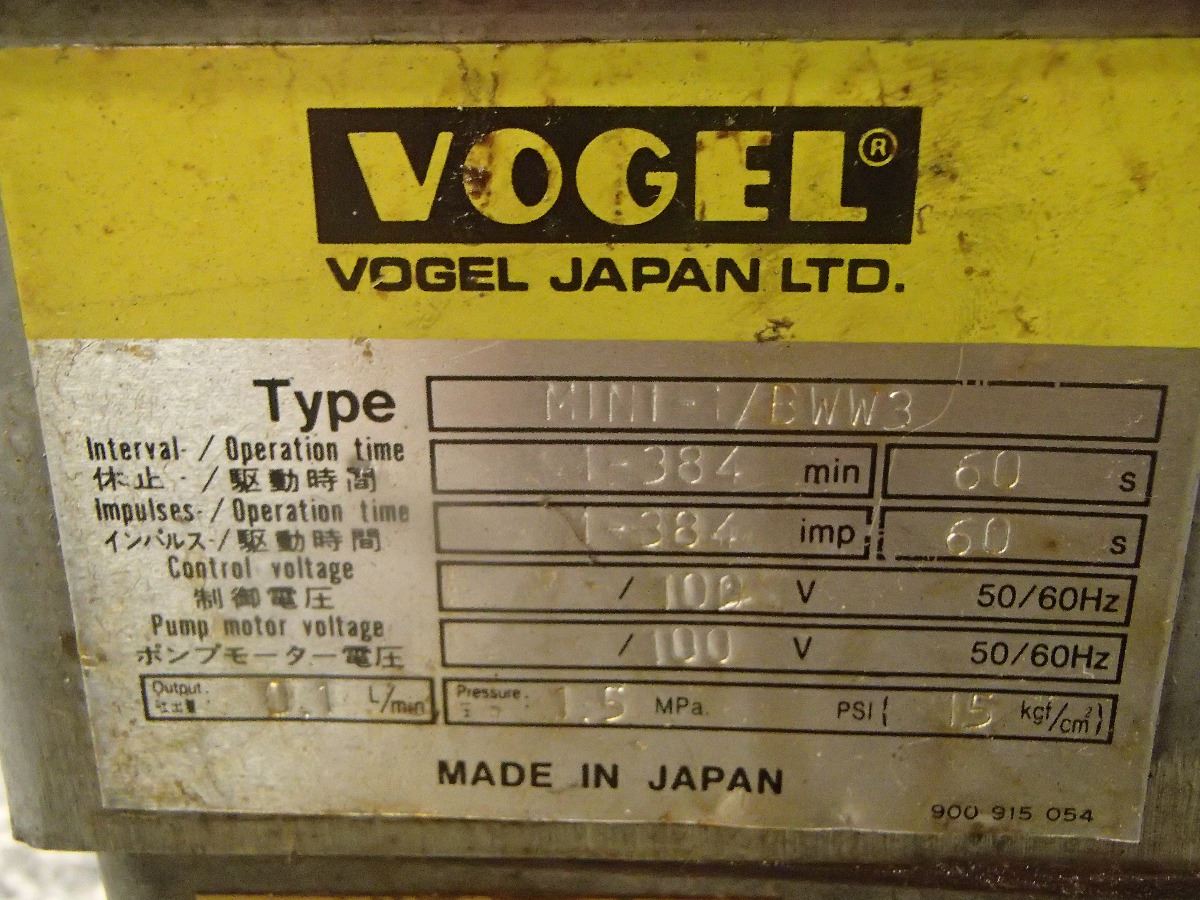 VOGEL®
VOGEL JAPAN LTD.
Type MINI-1/BWW3
Interval- / Operation time 1-384 min 60 s
休止 - / 駆動時間
Impulses- / Operation time 1-384 imp 60 s
インパルス- / 駆動時間
Control voltage / 100 V 50/60Hz
制御電圧
Pump motor voltage / 100 V 50/60Hz
ポンプモーター電圧
Output. 0.1 L/min Pressure. 1.5 MPa. PSI ( 15 kgf/cm²)
吐出量
MADE IN JAPAN
900 915 054